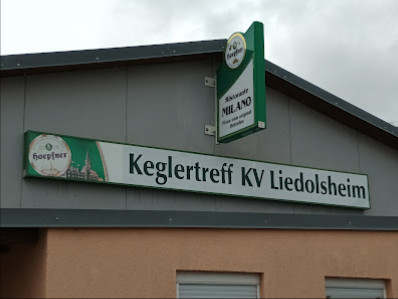 Hoepfner
Ristorante
MILANO
Hoepfner
Keglertreff KV Liedolsheim